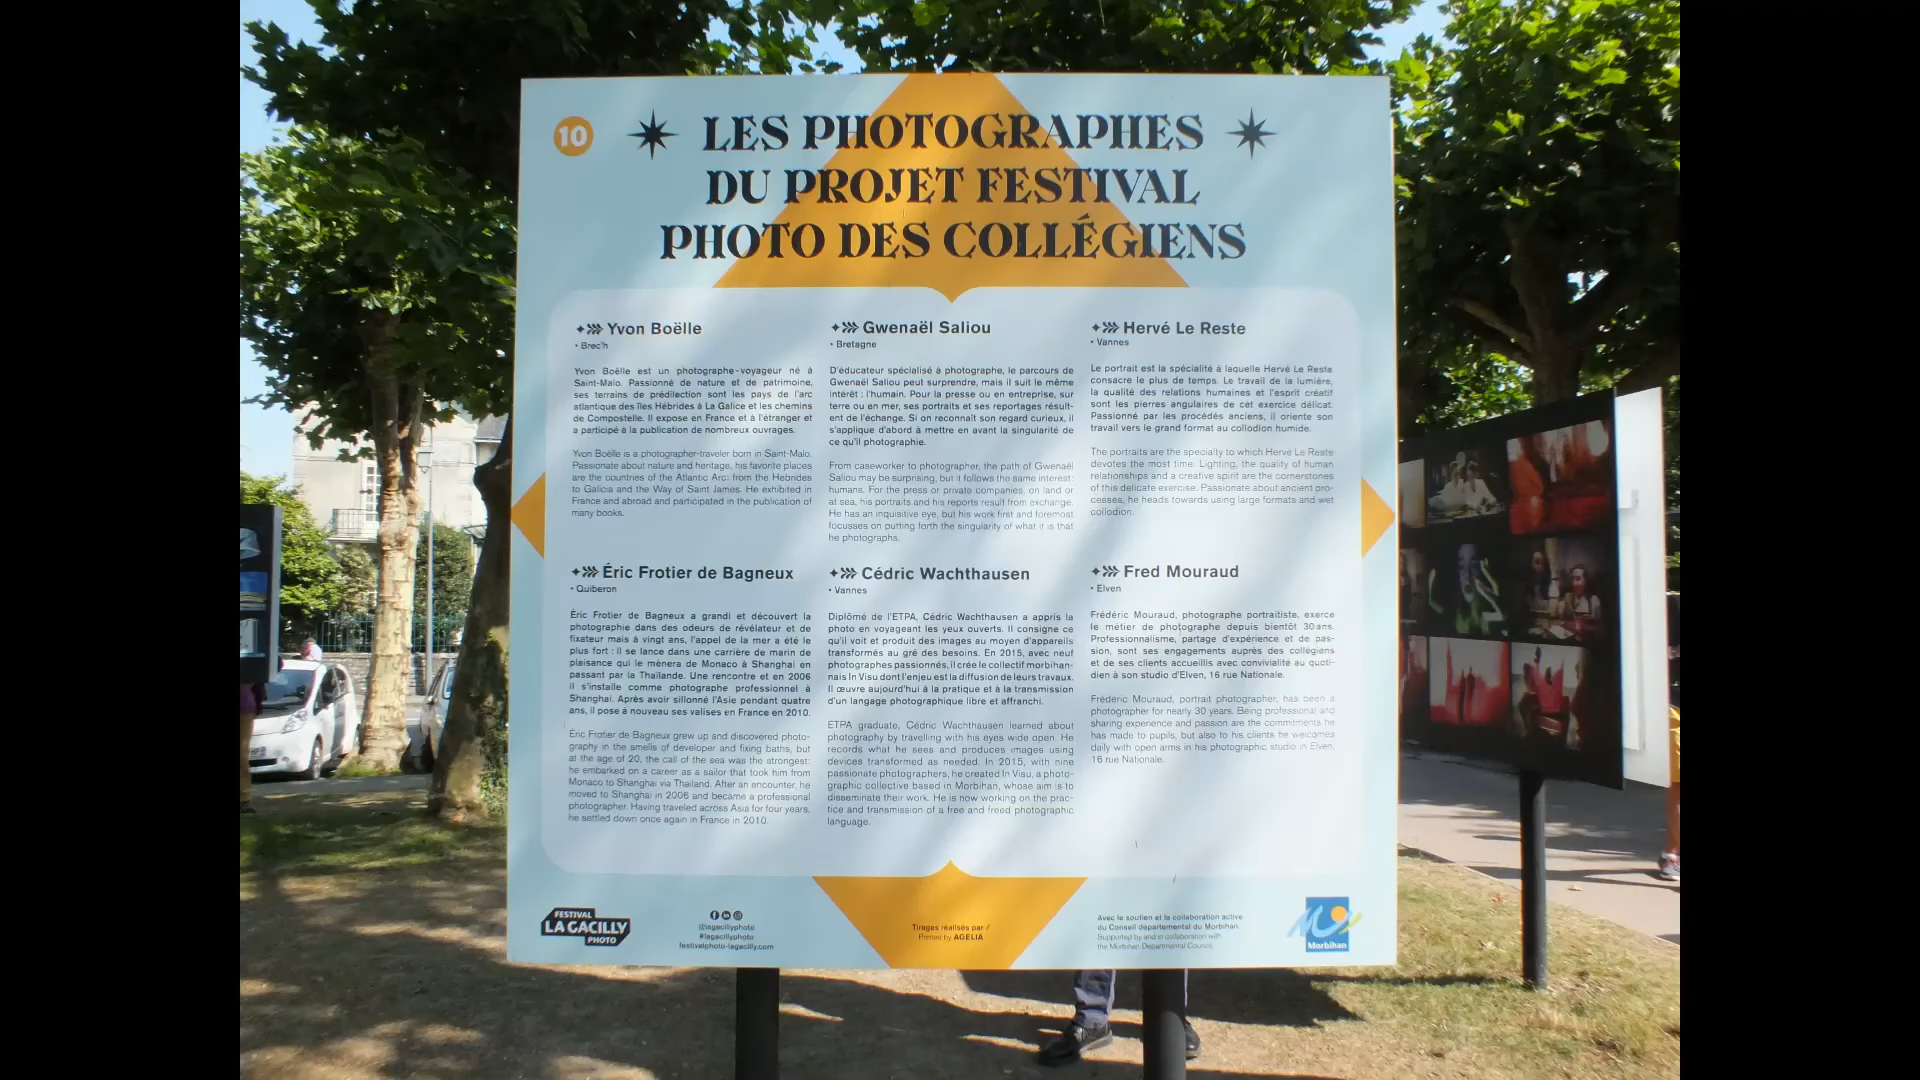 10
LES PHOTOGRAPHES
DU PROJET FESTIVAL
PHOTO DES COLLÉGIENS
Yvon Boëlle
• Brec'h
Yvon Boëlle est un photographe-voyageur né à
Saint-Malo. Passionné de nature et de patrimoine,
ses terrains de prédilection sont les pays de l'arc
atlantique des îles Hébrides à La Galice et les chemins
de Compostelle. Il expose en France et à l'étranger et
a participé à la publication de nombreux ouvrages.
Yvon Boëlle is a photographer-traveler born in Saint-Malo.
Passionate about nature and heritage, his favorite places
are the countries of the Atlantic Arc: from the Hebrides
to Galicia and the Way of Saint James. He exhibited in
France and abroad and participated in the publication of
many books.
Gwenaël Saliou
• Bretagne
D'éducateur spécialisé à photographe, le parcours de
Gwenaël Saliou peut surprendre, mais il suit le même
intérêt : l'humain. Pour la presse ou en entreprise, sur
terre ou en mer, ses portraits et ses reportages résult-
ent de l'échange. Si on reconnaît son regard curieux, il
s'applique d'abord à mettre en avant la singularité de
ce qu'il photographie.
From caseworker to photographer, the path of Gwenaël
Saliou may be surprising, but it follows the same interest:
humans. For the press or private companies, on land or
at sea, his portraits and his reports result from exchange.
He has an inquisitive eye, but his work first and foremost
focusses on putting forth the singularity of what it is that
he photographs.
Hervé Le Reste
• Vannes
Le portrait est la spécialité à laquelle Hervé Le Reste
consacre le plus de temps. Le travail de la lumière,
la qualité des relations humaines et l'esprit créatif
sont les pierres angulaires de cet exercice délicat.
Passionné par les procédés anciens, il oriente son
travail vers le grand format au collodion humide.
The portraits are the specialty to which Hervé Le Reste
devotes the most time. Lighting, the quality of human
relationships and a creative spirit are the cornerstones
of this delicate exercise. Passionate about ancient pro-
cesses, he heads towards using large formats and wet
collodion.
Éric Frotier de Bagneux
• Quiberon
Éric Frotier de Bagneux a grandi et découvert la
photographie dans des odeurs de révélateur et de
fixateur mais à vingt ans, l'appel de la mer a été le
plus fort : il se lance dans une carrière de marin de
plaisance qui le mènera de Monaco à Shanghai en
passant par la Thaïlande. Une rencontre et en 2006
il s'installe comme photographe professionnel à
Shanghai. Après avoir sillonné l'Asie pendant quatre
ans, il pose à nouveau ses valises en France en 2010.
Éric Frotier de Bagneux grew up and discovered photo-
graphy in the smells of developer and fixing baths, but
at the age of 20, the call of the sea was the strongest:
he embarked on a career as a sailor that took him from
Monaco to Shanghai via Thailand. After an encounter, he
moved to Shanghai in 2006 and became a professional
photographer. Having traveled across Asia for four years,
he settled down once again in France in 2010.
Cédric Wachthausen
• Vannes
Diplômé de l'ETPA, Cédric Wachthausen a appris la
photo en voyageant les yeux ouverts. Il consigne ce
qu'il voit et produit des images au moyen d'appareils
transformés au gré des besoins. En 2015, avec neuf
photographes passionnés, il crée le collectif morbihan-
nais In Visu dont l'enjeu est la diffusion de leurs travaux.
Il œuvre aujourd'hui à la pratique et à la transmission
d'un langage photographique libre et affranchi.
ETPA graduate, Cédric Wachthausen learned about
photography by travelling with his eyes wide open. He
records what he sees and produces images using
devices transformed as needed. In 2015, with nine
passionate photographers, he created In Visu, a photo-
graphic collective based in Morbihan, whose aim is to
disseminate their work. He is now working on the prac-
tice and transmission of a free and freed photographic
language.
Fred Mouraud
• Elven
Frédéric Mouraud, photographe portraitiste, exerce
le métier de photographe depuis bientôt 30 ans.
Professionnalisme, partage d'expérience et de pas-
sion, sont ses engagements auprès des collégiens
et de ses clients accueillis avec convivialité au quoti-
dien à son studio d'Elven, 16 rue Nationale.
Frédéric Mouraud, portrait photographer, has been a
photographer for nearly 30 years. Being professional and
sharing experience and passion are the commitments he
has made to pupils, but also to his clients he welcomes
daily with open arms in his photographic studio in Elven,
16 rue Nationale.
FESTIVAL
LA GACILLY
PHOTO
@lagacillyphoto
#lagacillyphoto
festivalphoto-lagacilly.com
Tirages réalisés par /
Printed by AGELIA
Avec le soutien et la collaboration active
du Conseil départemental du Morbihan.
Supported by and in collaboration with
the Morbihan Departmental Council.
Morbihan